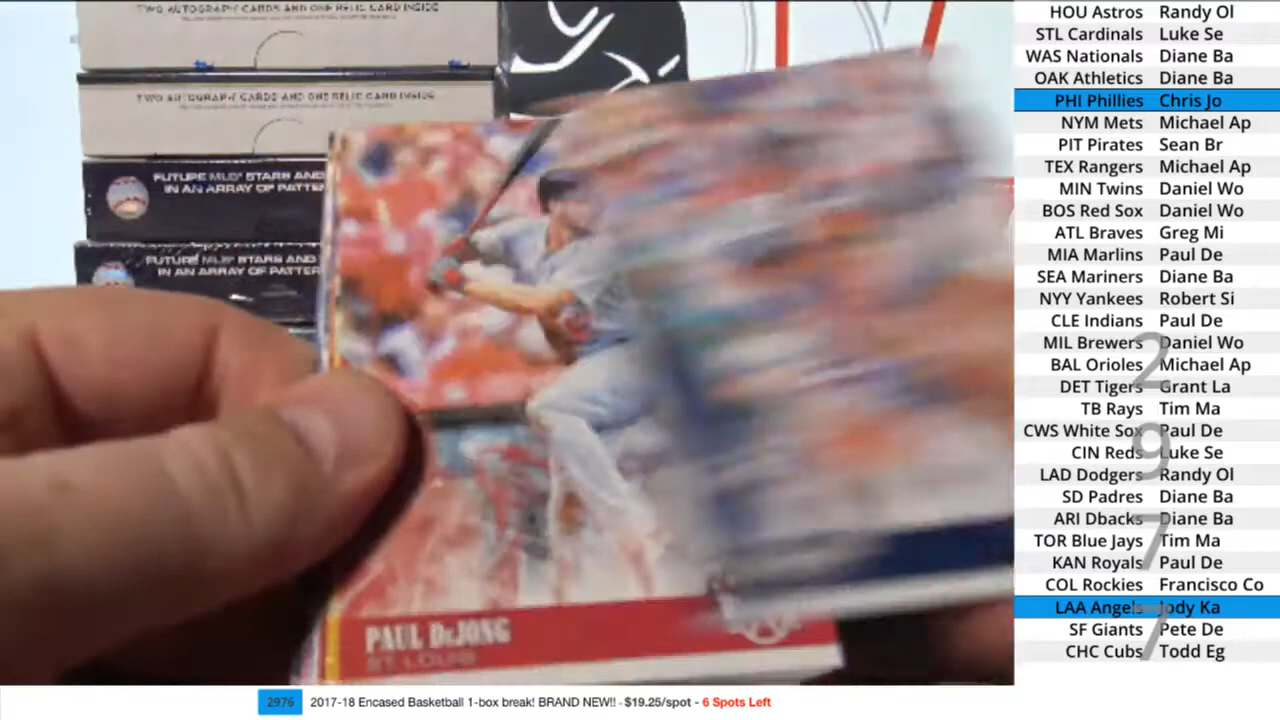 TWO AUTOGRAPH CARDS AND ONE RELIC CARD INSIDE
TWO AUTOGRAPH CARDS AND ONE RELIC CARD INSIDE
FUTURE MLB STARS AND
IN AN ARRAY OF PATTER
FUTURE MLB STARS AND
IN AN ARRAY OF PATTER
PAUL DeJONG
ST. LOUIS
HOU Astros Randy Ol
STL Cardinals Luke Se
WAS Nationals Diane Ba
OAK Athletics Diane Ba
PHI Phillies Chris Jo
NYM Mets Michael Ap
PIT Pirates Sean Br
TEX Rangers Michael Ap
MIN Twins Daniel Wo
BOS Red Sox Daniel Wo
ATL Braves Greg Mi
MIA Marlins Paul De
SEA Mariners Diane Ba
NYY Yankees Robert Si
CLE Indians Paul De
MIL Brewers Daniel Wo
BAL Orioles Michael Ap
DET Tigers Grant La
TB Rays Tim Ma
CWS White Sox Paul De
CIN Reds Luke Se
LAD Dodgers Randy Ol
SD Padres Diane Ba
ARI Dbacks Diane Ba
TOR Blue Jays Tim Ma
KAN Royals Paul De
COL Rockies Francisco Co
LAA Angels Jody Ka
SF Giants Pete De
CHC Cubs Todd Eg
2
9
7
7
2976 2017-18 Encased Basketball 1-box break! BRAND NEW!! - $19.25/spot - 6 Spots Left